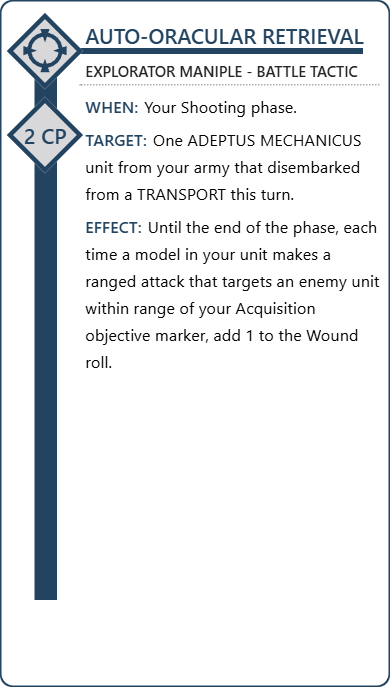 AUTO-ORACULAR RETRIEVAL
EXPLORATOR MANIPLE - BATTLE TACTIC
2 CP
WHEN: Your Shooting phase.
TARGET: One ADEPTUS MECHANICUS
unit from your army that disembarked
from a TRANSPORT this turn.
EFFECT: Until the end of the phase, each
time a model in your unit makes a
ranged attack that targets an enemy unit
within range of your Acquisition
objective marker, add 1 to the Wound
roll.